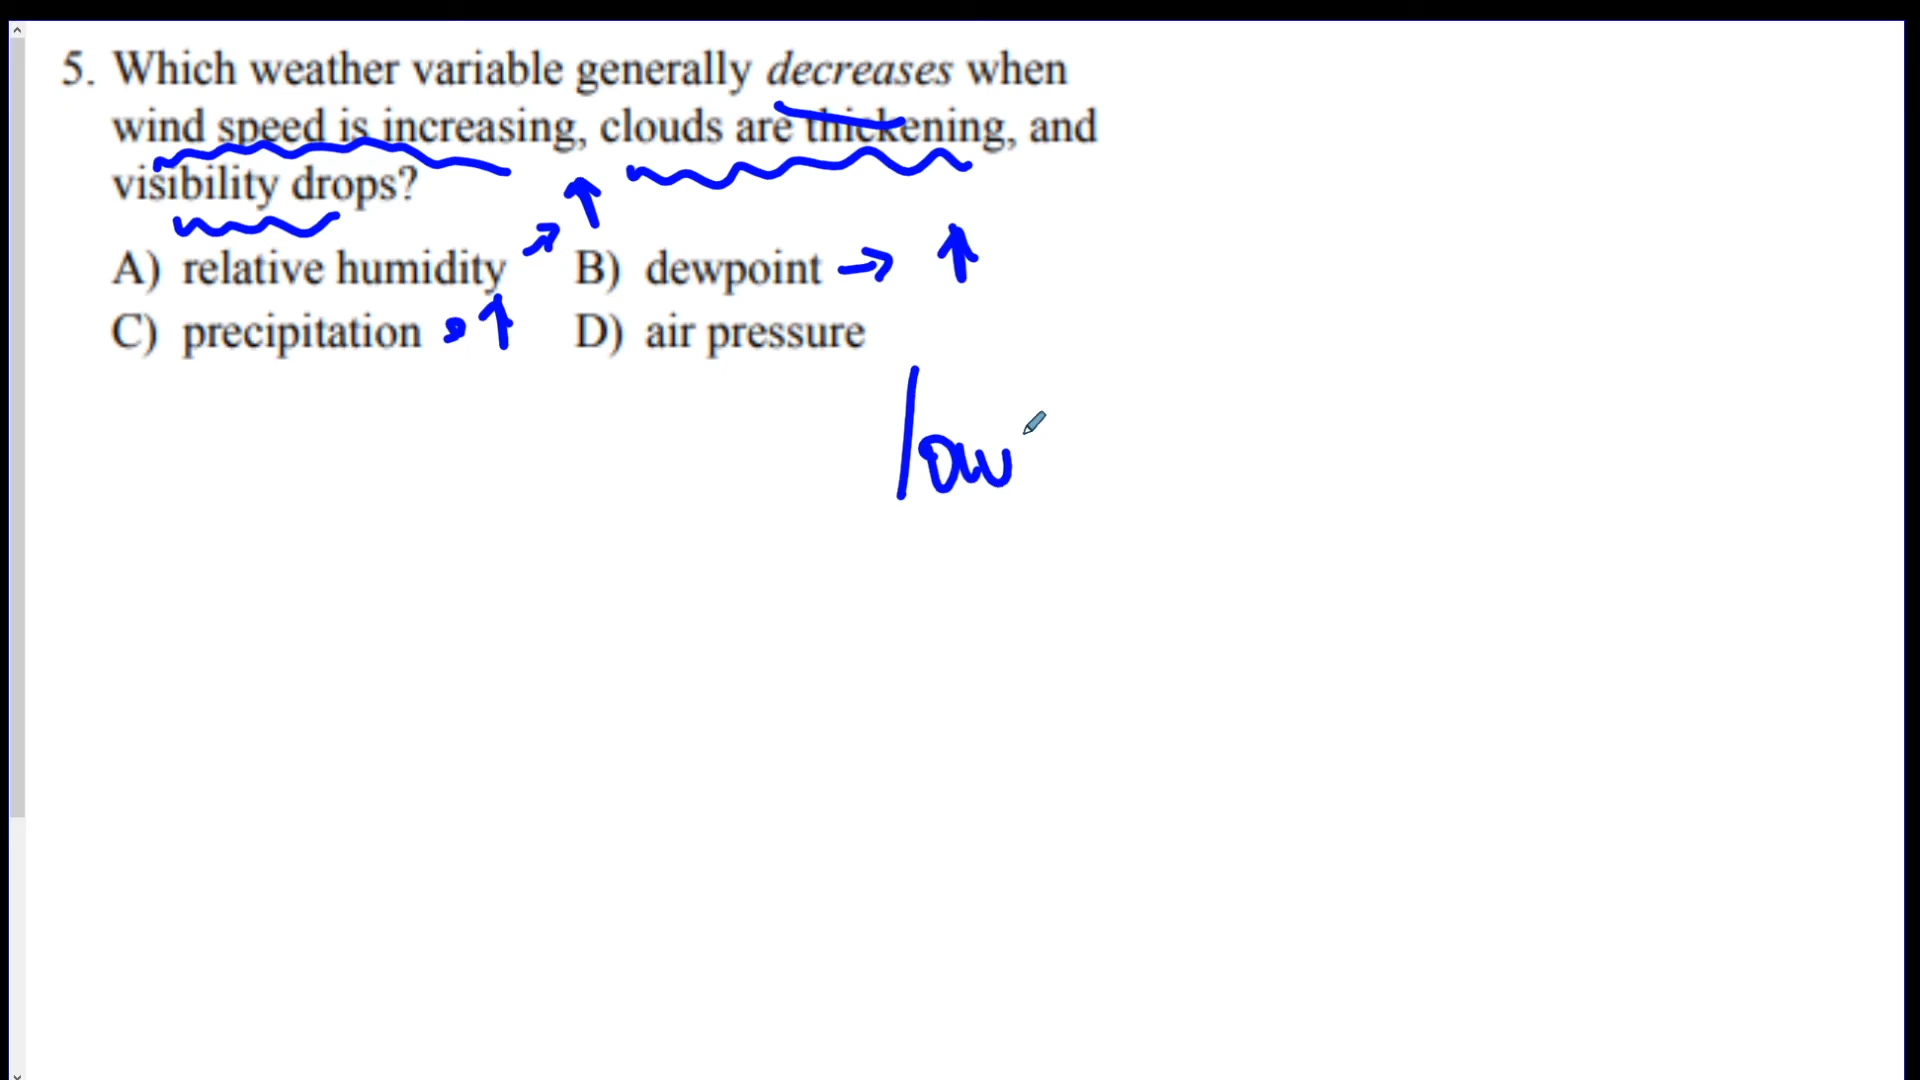 5. Which weather variable generally decreases when
wind speed is increasing, clouds are thickening, and
visibility drops?
A) relative humidity B) dewpoint
C) precipitation D) air pressure
low